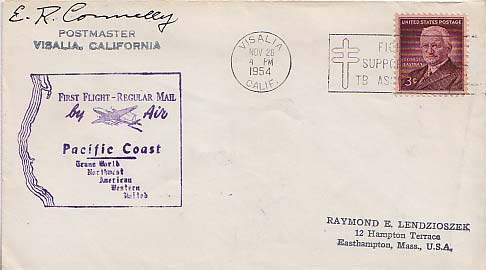 E. R. Connelly
POSTMASTER
VISALIA, CALIFORNIA
VISALIA
NOV 26
4 PM
1954
CALIF.
FIG
SUPPO
TB AS
UNITED STATES POSTAGE
GEORGE EASTMAN
3¢
FIRST FLIGHT-REGULAR MAIL
by Air
Pacific Coast
Trans World
Northwest
American
Western
United
RAYMOND E. LENDZIOSZEK
12 Hampton Terrace
Easthampton, Mass., U.S.A.